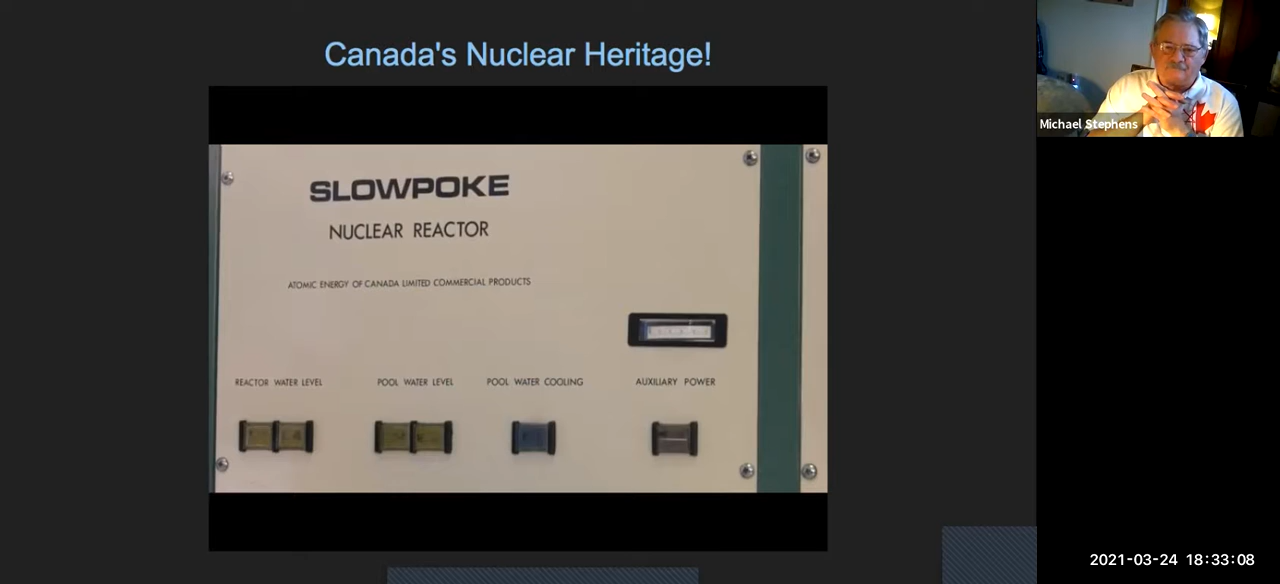 Canada's Nuclear Heritage!
SLOWPOKE
NUCLEAR REACTOR
ATOMIC ENERGY OF CANADA LIMITED COMMERCIAL PRODUCTS
REACTOR WATER LEVEL
POOL WATER LEVEL
POOL WATER COOLING
AUXILIARY POWER
Michael Stephens
2021-03-24 18:33:08